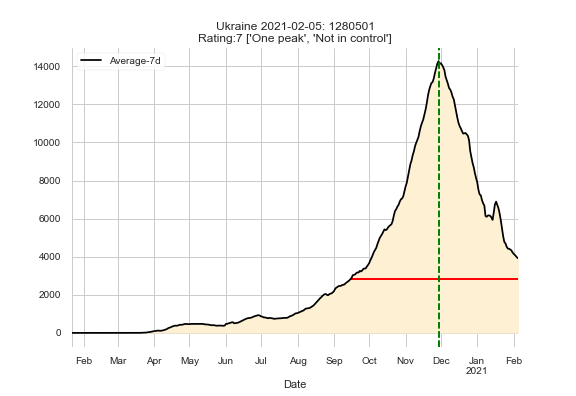 Ukraine 2021-02-05: 1280501
Rating:7 ['One peak', 'Not in control']
Average-7d
14000
12000
10000
8000
6000
4000
2000
0
Feb Mar Apr May Jun Jul Aug Sep Oct Nov Dec Jan Feb
2021
Date